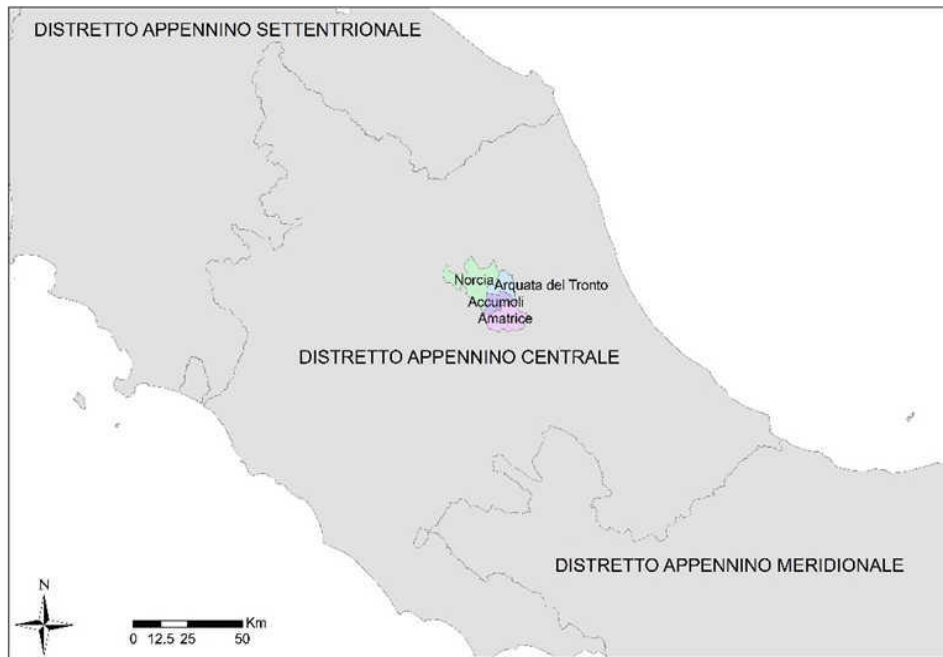 DISTRETTO APPENNINO SETTENTRIONALE
Norcia
Arquata del Tronto
Accumoli
Amatrice
DISTRETTO APPENNINO CENTRALE
DISTRETTO APPENNINO MERIDIONALE
N
Km
0 12.5 25 50